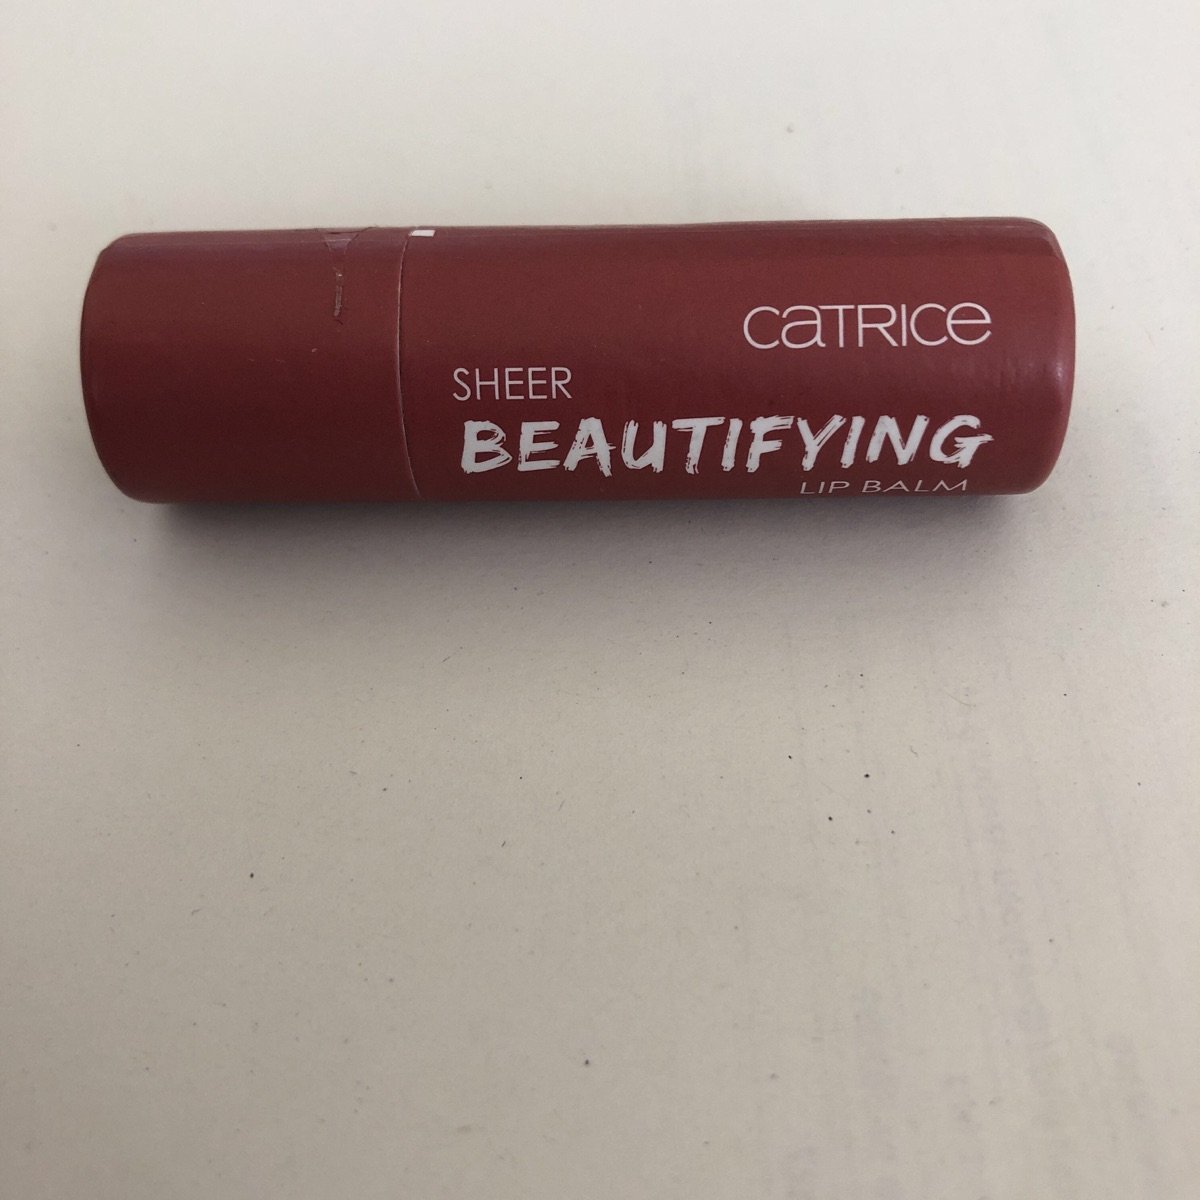 CATRICE
SHEER
BEAUTIFYING
LIP BALM